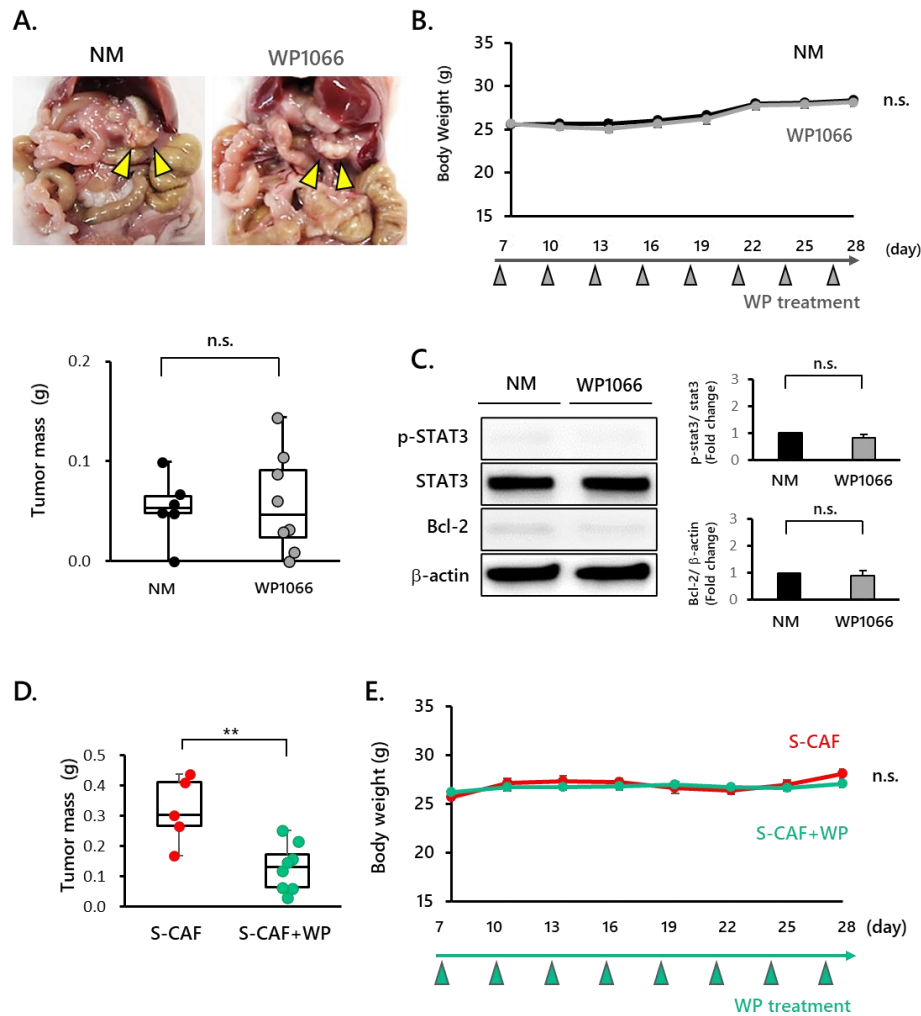 A.
NM
WP1066
n.s.
Tumor mass (g)
0.2
0.1
0.0
NM
WP1066
B.
Body Weight (g)
35
30
25
20
15
NM
WP1066
n.s.
7 10 13 16 19 22 25 28 (day)
WP treatment
C.
NM WP1066
p-STAT3
STAT3
Bcl-2
β-actin
p-stat3/ stat3
(Fold change)
3
2
1
0
n.s.
NM WP1066
Bcl-2/ β-actin
(Fold change)
3
2
1
0
n.s.
NM WP1066
D.
Tumor mass (g)
0.5
0.4
0.3
0.2
0.1
0.0
**
S-CAF S-CAF+WP
E.
Body weight (g)
35
30
25
20
15
S-CAF
S-CAF+WP
n.s.
7 10 13 16 19 22 25 28 (day)
WP treatment